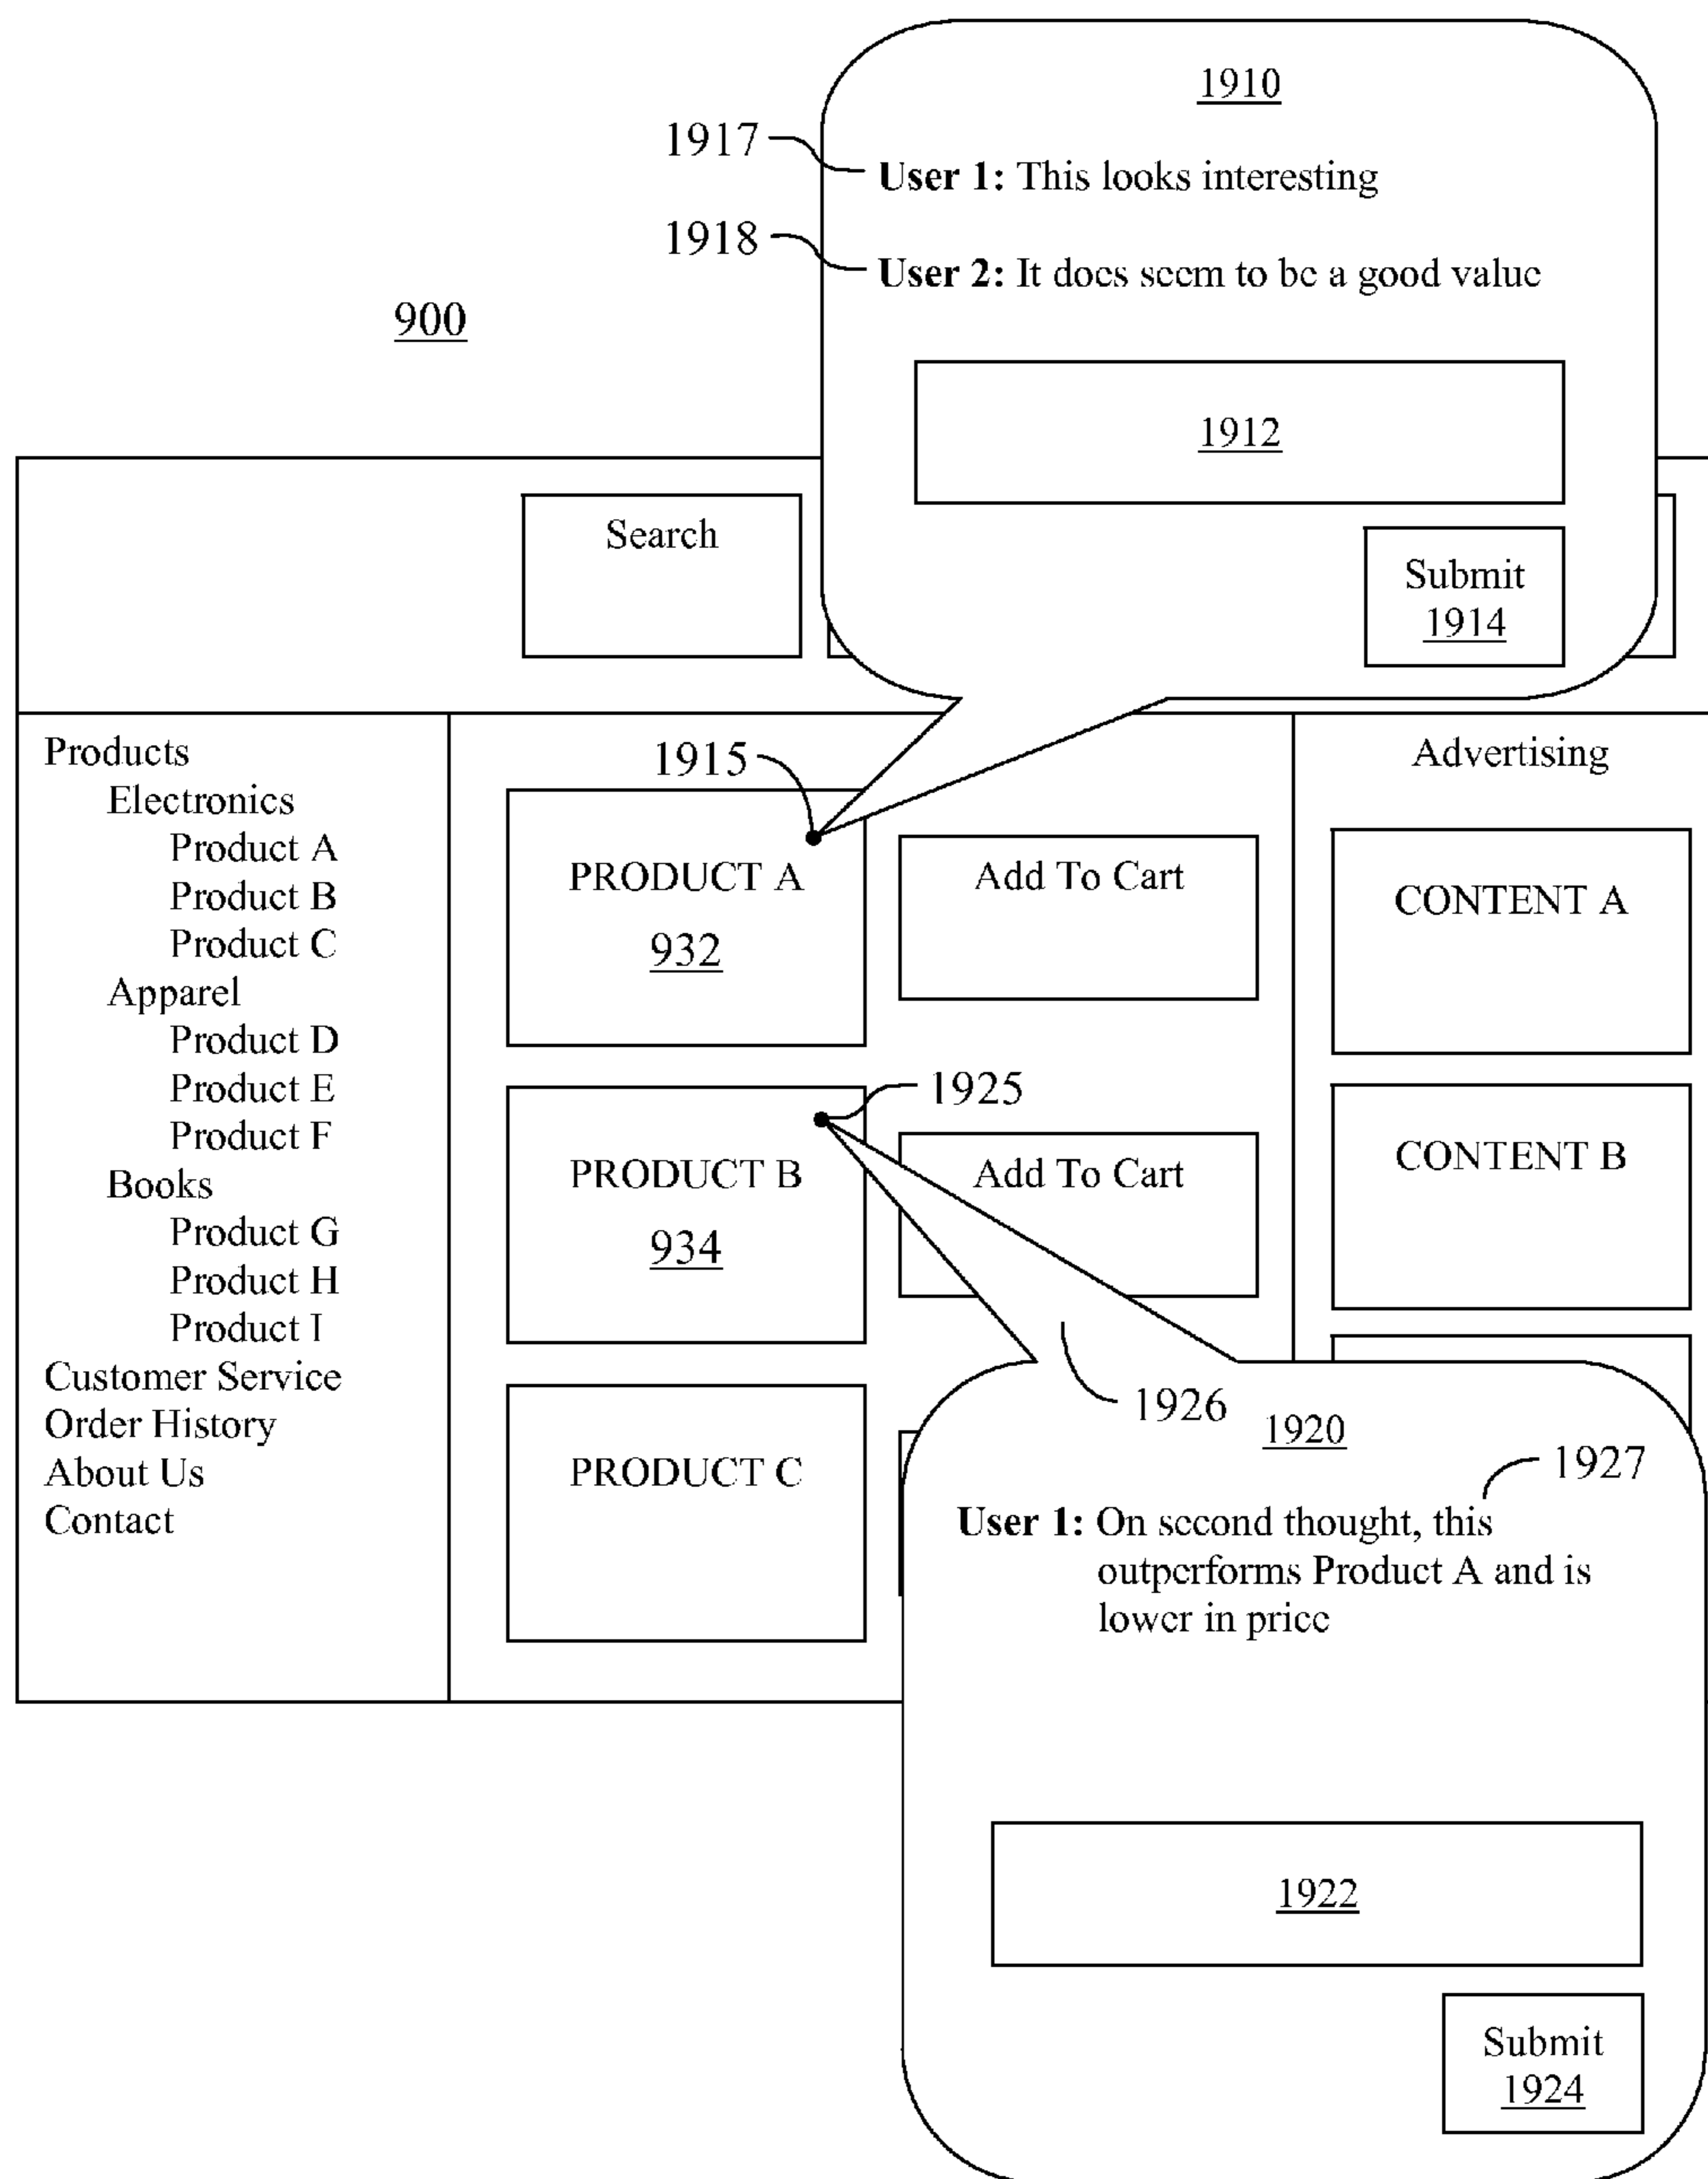 1910
1917
User 1: This looks interesting
1918
User 2: It does seem to be a good value
900
1912
Search
Submit
1914
Products
Electronics
Product A
Product B
Product C
Apparel
Product D
Product E
Product F
Books
Product G
Product H
Product I
Customer Service
Order History
About Us
Contact
1915
PRODUCT A
932
Add To Cart
1925
PRODUCT B
934
Add To Cart
PRODUCT C
Advertising
CONTENT A
CONTENT B
1926
1920
1927
User 1: On second thought, this
outperforms Product A and is
lower in price
1922
Submit
1924